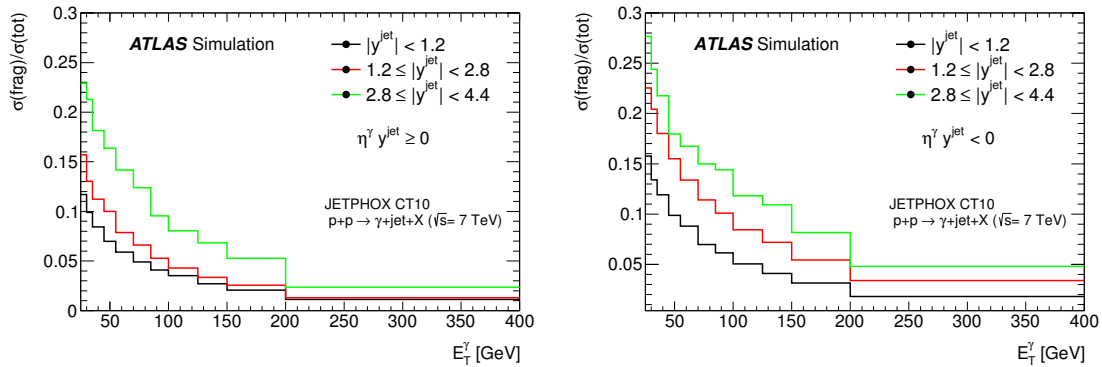 σ(frag)/σ(tot)
0.3
0.25
0.2
0.15
0.1
0.05
0
ATLAS Simulation
|y^jet| < 1.2
1.2 ≤ |y^jet| < 2.8
2.8 ≤ |y^jet| < 4.4
η^γ y^jet ≥ 0
JETPHOX CT10
p+p → γ+jet+X (√s= 7 TeV)
50 100 150 200 250 300 350 400
E_T^γ [GeV]
σ(frag)/σ(tot)
0.3
0.25
0.2
0.15
0.1
0.05
ATLAS Simulation
|y^jet| < 1.2
1.2 ≤ |y^jet| < 2.8
2.8 ≤ |y^jet| < 4.4
η^γ y^jet < 0
JETPHOX CT10
p+p → γ+jet+X (√s= 7 TeV)
50 100 150 200 250 300 350 400
E_T^γ [GeV]